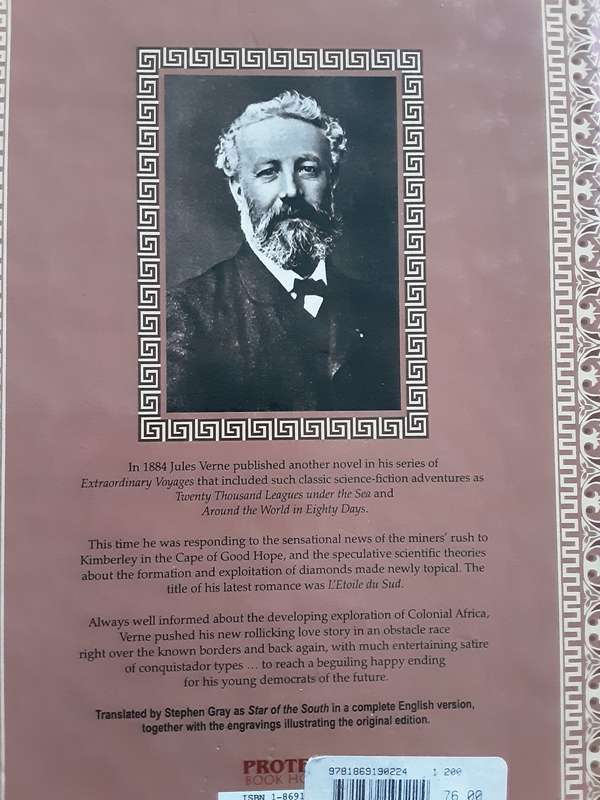 In 1884 Jules Verne published another novel in his series of
Extraordinary Voyages that included such classic science-fiction adventures as
Twenty Thousand Leagues under the Sea and
Around the World in Eighty Days.
This time he was responding to the sensational news of the miners' rush to
Kimberley in the Cape of Good Hope, and the speculative scientific theories
about the formation and exploitation of diamonds made newly topical. The
title of his latest romance was L'Etoile du Sud.
Always well informed about the developing exploration of Colonial Africa,
Verne pushed his new rollicking love story in an obstacle race
right over the known borders and back again, with much entertaining satire
of conquistador types ... to reach a beguiling happy ending
for his young democrats of the future.
Translated by Stephen Gray as Star of the South in a complete English version,
together with the engravings illustrating the original edition.
PROTE
BOOK HO
9781869190224 1 200
ISBN 1-8691
76.00